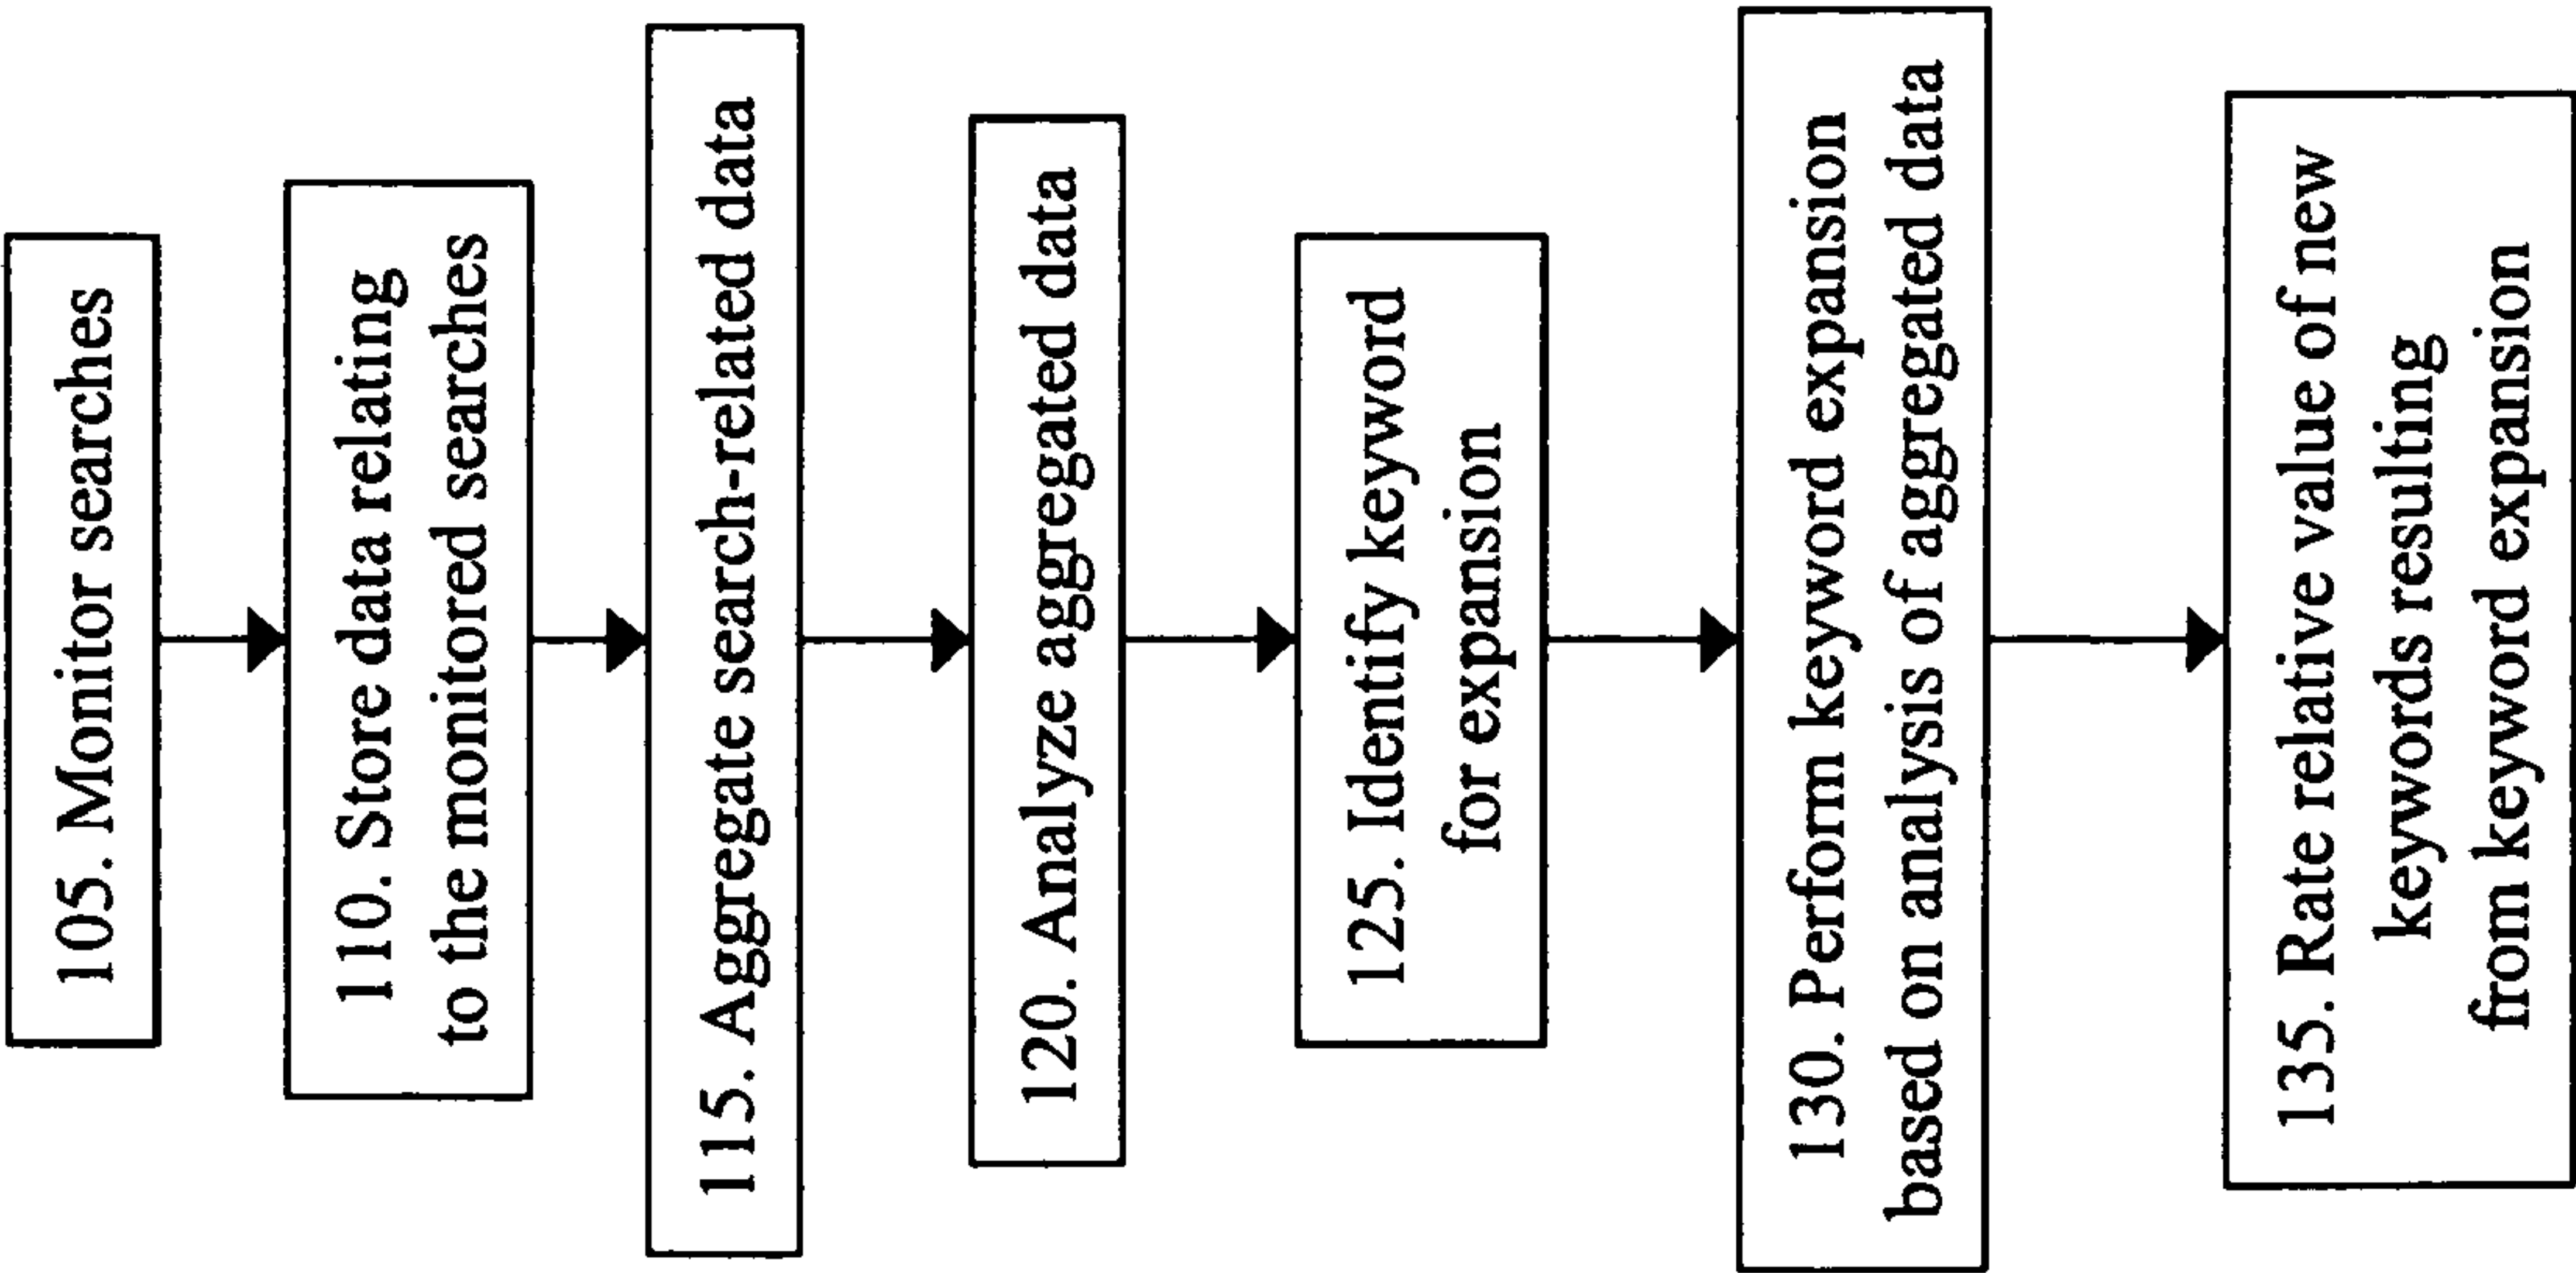 105. Monitor searches
110. Store data relating
to the monitored searches
115. Aggregate search-related data
120. Analyze aggregated data
125. Identify keyword
for expansion
130. Perform keyword expansion
based on analysis of aggregated data
135. Rate relative value of new
keywords resulting
from keyword expansion